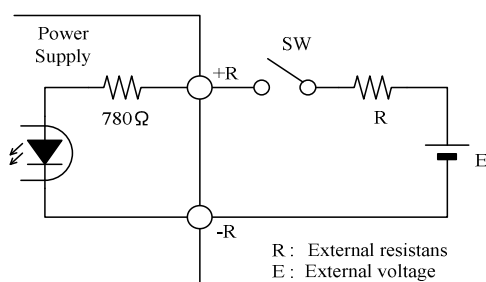 Power
Supply
SW
+R
780Ω
R
E
-R
R : External resistans
E : External voltage